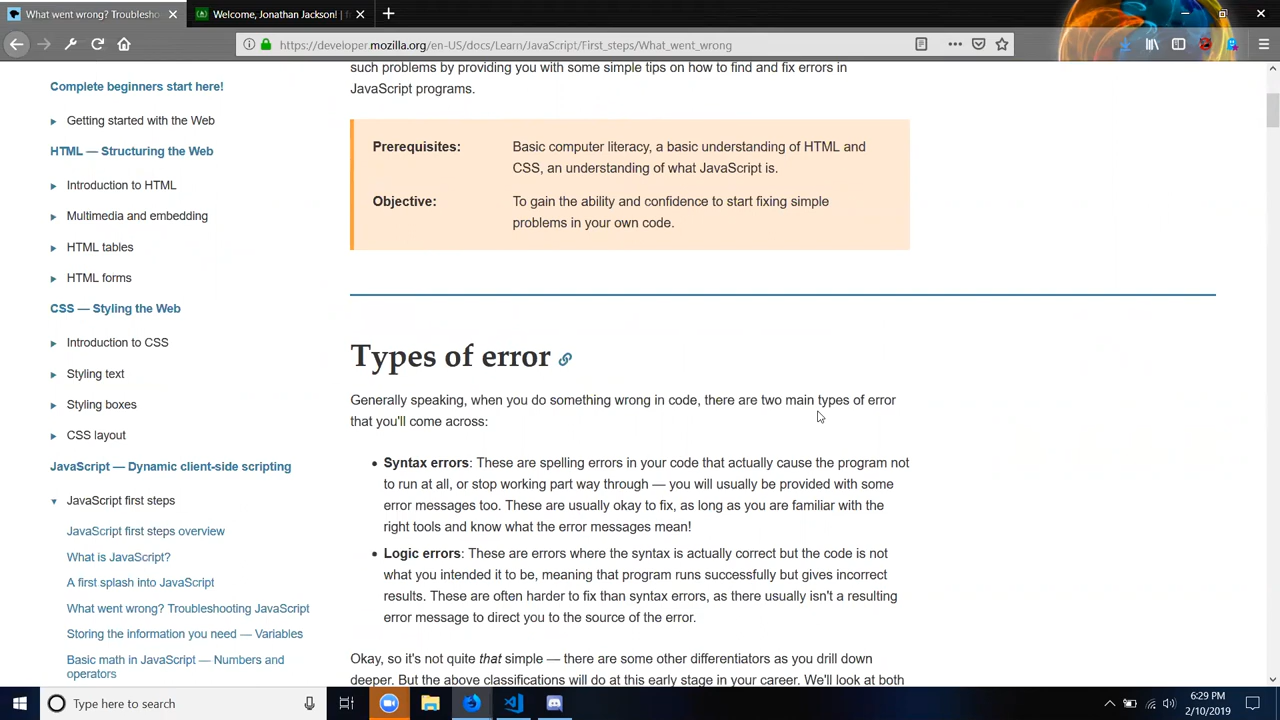 What went wrong? Troublesho
Welcome, Jonathan Jackson! |
https://developer.mozilla.org/en-US/docs/Learn/JavaScript/First_steps/What_went_wrong
Complete beginners start here!
Getting started with the Web
HTML — Structuring the Web
Introduction to HTML
Multimedia and embedding
HTML tables
HTML forms
CSS — Styling the Web
Introduction to CSS
Styling text
Styling boxes
CSS layout
JavaScript — Dynamic client-side scripting
JavaScript first steps
JavaScript first steps overview
What is JavaScript?
A first splash into JavaScript
What went wrong? Troubleshooting JavaScript
Storing the information you need — Variables
Basic math in JavaScript — Numbers and
operators
such problems by providing you with some simple tips on how to find and fix errors in
JavaScript programs.
Prerequisites: Basic computer literacy, a basic understanding of HTML and
CSS, an understanding of what JavaScript is.
Objective: To gain the ability and confidence to start fixing simple
problems in your own code.
Types of error
Generally speaking, when you do something wrong in code, there are two main types of error
that you'll come across:
• Syntax errors: These are spelling errors in your code that actually cause the program not
to run at all, or stop working part way through — you will usually be provided with some
error messages too. These are usually okay to fix, as long as you are familiar with the
right tools and know what the error messages mean!
• Logic errors: These are errors where the syntax is actually correct but the code is not
what you intended it to be, meaning that program runs successfully but gives incorrect
results. These are often harder to fix than syntax errors, as there usually isn't a resulting
error message to direct you to the source of the error.
Okay, so it's not quite that simple — there are some other differentiators as you drill down
deeper. But the above classifications will do at this early stage in your career. We'll look at both
Type here to search
6:29 PM
2/10/2019